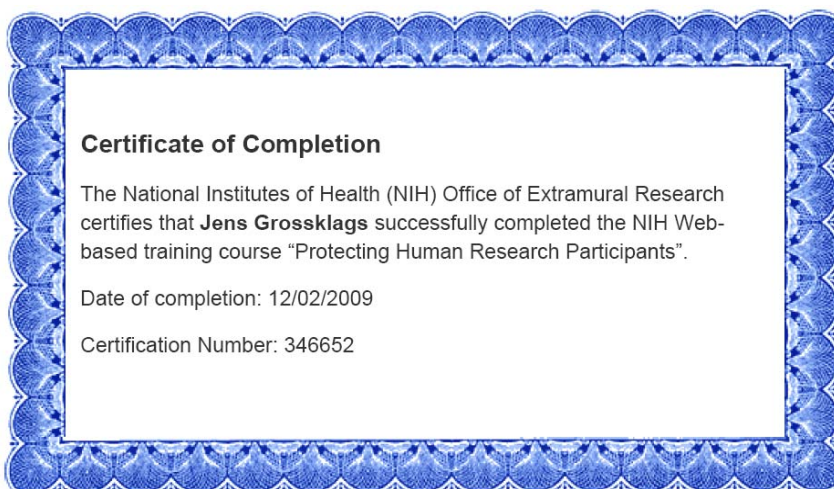 Certificate of Completion
The National Institutes of Health (NIH) Office of Extramural Research
certifies that Jens Grossklags successfully completed the NIH Web-
based training course “Protecting Human Research Participants”.
Date of completion: 12/02/2009
Certification Number: 346652